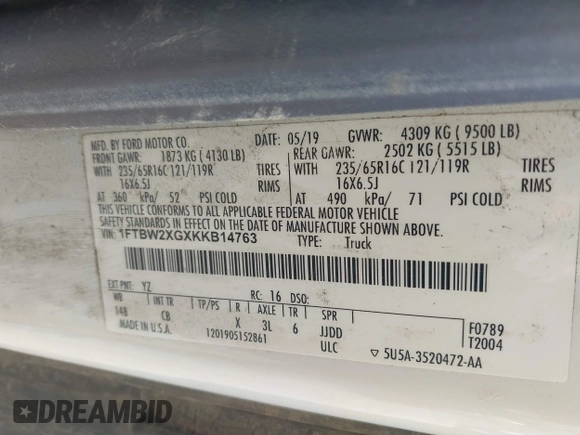 MFD. BY FORD MOTOR CO. DATE: 05/19 GVWR: 4309 KG ( 9500 LB)
FRONT GAWR: 1873 KG ( 4130 LB) REAR GAWR: 2502 KG ( 5515 LB)
WITH 235/65R16C 121/119R TIRES WITH 235/65R16C 121/119R TIRES
16X6.5J RIMS 16X6.5J RIMS
AT 360 kPa/ 52 PSI COLD AT 490 kPa/ 71 PSI COLD
THIS VEHICLE CONFORMS TO ALL APPLICABLE FEDERAL MOTOR VEHICLE
SAFETY STANDARDS IN EFFECT ON THE DATE OF MANUFACTURE SHOWN ABOVE
VIN: 1FTBW2XGXKKB14763 TYPE: Truck
EXT PNT: YZ RC: 16 DSO:
WB TP/PS R AXLE TR SPR F0789
148 CB X 3L 6 JJDD T2004
MADE IN U.S.A. 1201905152861 ULC ▽ 5U5A-3520472-AA
DREAMBID